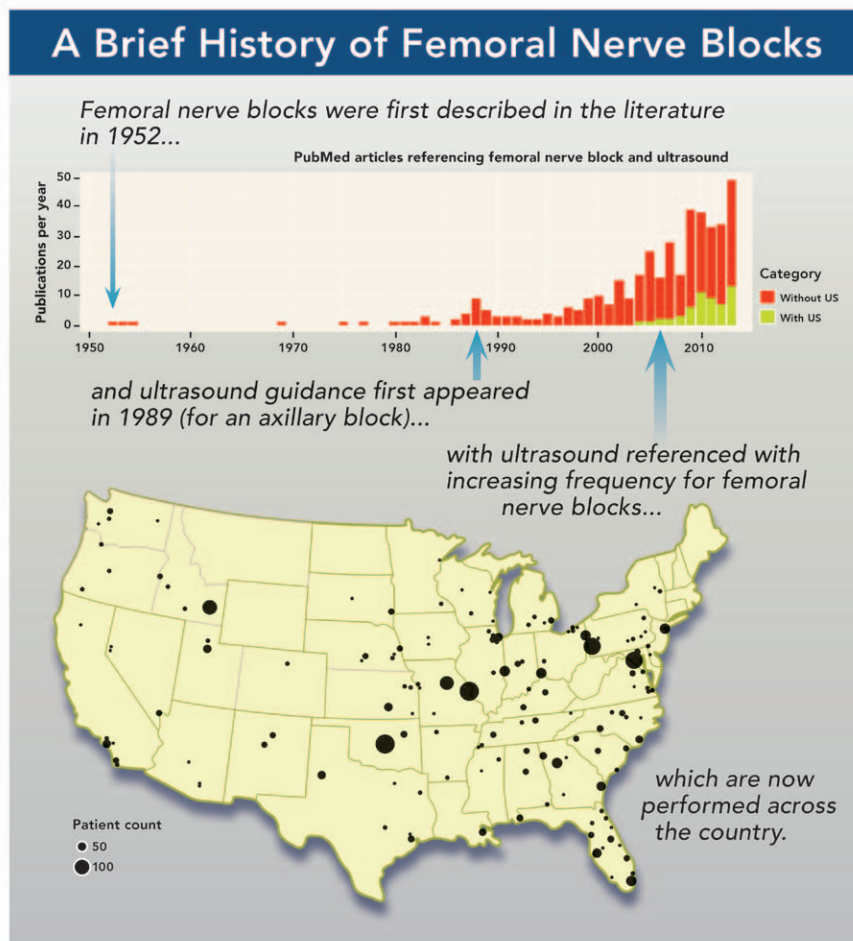 A Brief History of Femoral Nerve Blocks
Femoral nerve blocks were first described in the literature
in 1952...
PubMed articles referencing femoral nerve block and ultrasound
Publications per year
50
40
30
20
10
0
1950
1960
1970
1980
1990
2000
2010
Category
Without US
With US
and ultrasound guidance first appeared
in 1989 (for an axillary block)...
with ultrasound referenced with
increasing frequency for femoral
nerve blocks...
which are now
performed across
the country.
Patient count
50
100